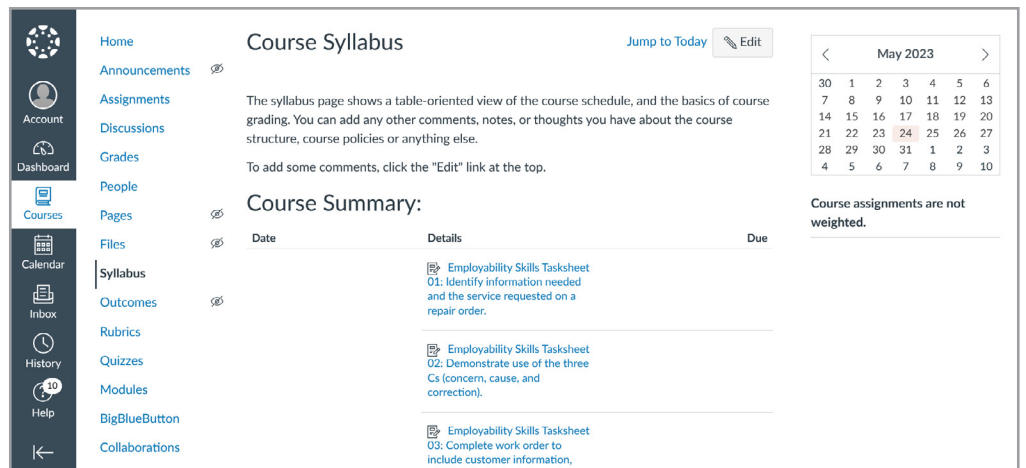 Account
Dashboard
Courses
Calendar
Inbox
History
10
Help
Home
Announcements
Assignments
Discussions
Grades
People
Pages
Files
Syllabus
Outcomes
Rubrics
Quizzes
Modules
BigBlueButton
Collaborations
Course Syllabus
Jump to Today
Edit
The syllabus page shows a table-oriented view of the course schedule, and the basics of course
grading. You can add any other comments, notes, or thoughts you have about the course
structure, course policies or anything else.
To add some comments, click the "Edit" link at the top.
Course Summary:
Date Details Due
Employability Skills Tasksheet
01: Identify information needed
and the service requested on a
repair order.
Employability Skills Tasksheet
02: Demonstrate use of the three
Cs (concern, cause, and
correction).
Employability Skills Tasksheet
03: Complete work order to
include customer information,
May 2023
30 1 2 3 4 5 6
7 8 9 10 11 12 13
14 15 16 17 18 19 20
21 22 23 24 25 26 27
28 29 30 31 1 2 3
4 5 6 7 8 9 10
Course assignments are not
weighted.